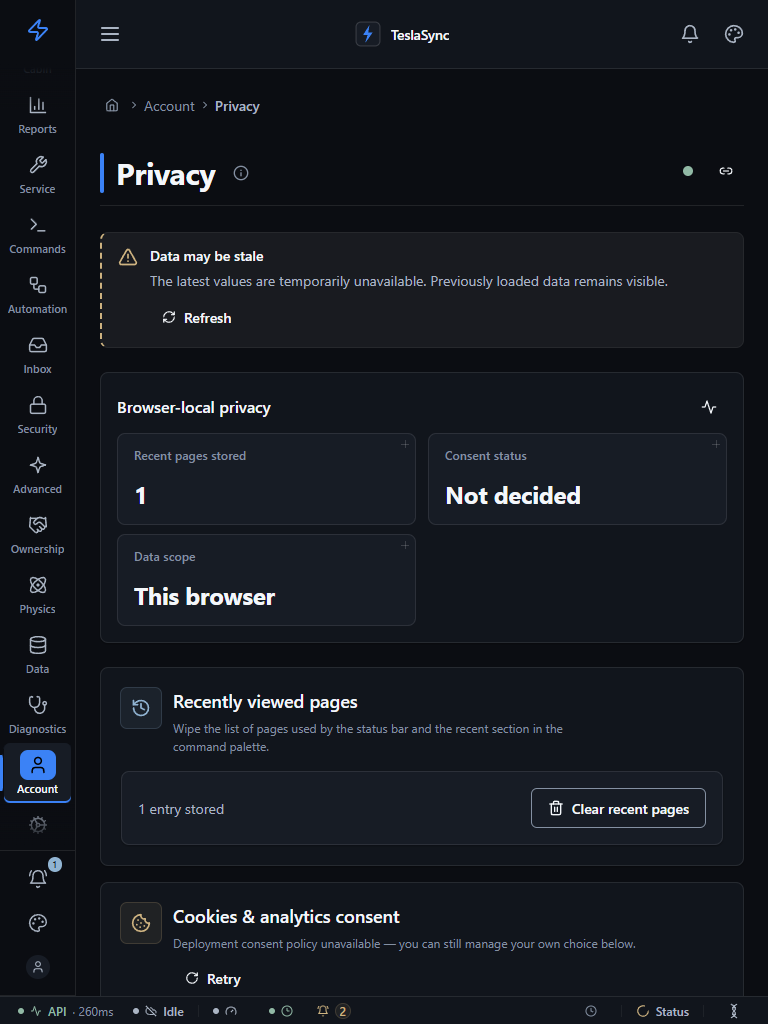 TeslaSync
Reports
Service
Commands
Automation
Inbox
Security
Advanced
Ownership
Physics
Data
Diagnostics
Account
1
Account
Privacy
Privacy
Data may be stale
The latest values are temporarily unavailable. Previously loaded data remains visible.
Refresh
Browser-local privacy
Recent pages stored
1
Consent status
Not decided
Data scope
This browser
Recently viewed pages
Wipe the list of pages used by the status bar and the recent section in the
command palette.
1 entry stored
Clear recent pages
Cookies & analytics consent
Deployment consent policy unavailable — you can still manage your own choice below.
Retry
API · 260ms
Idle
2
Status